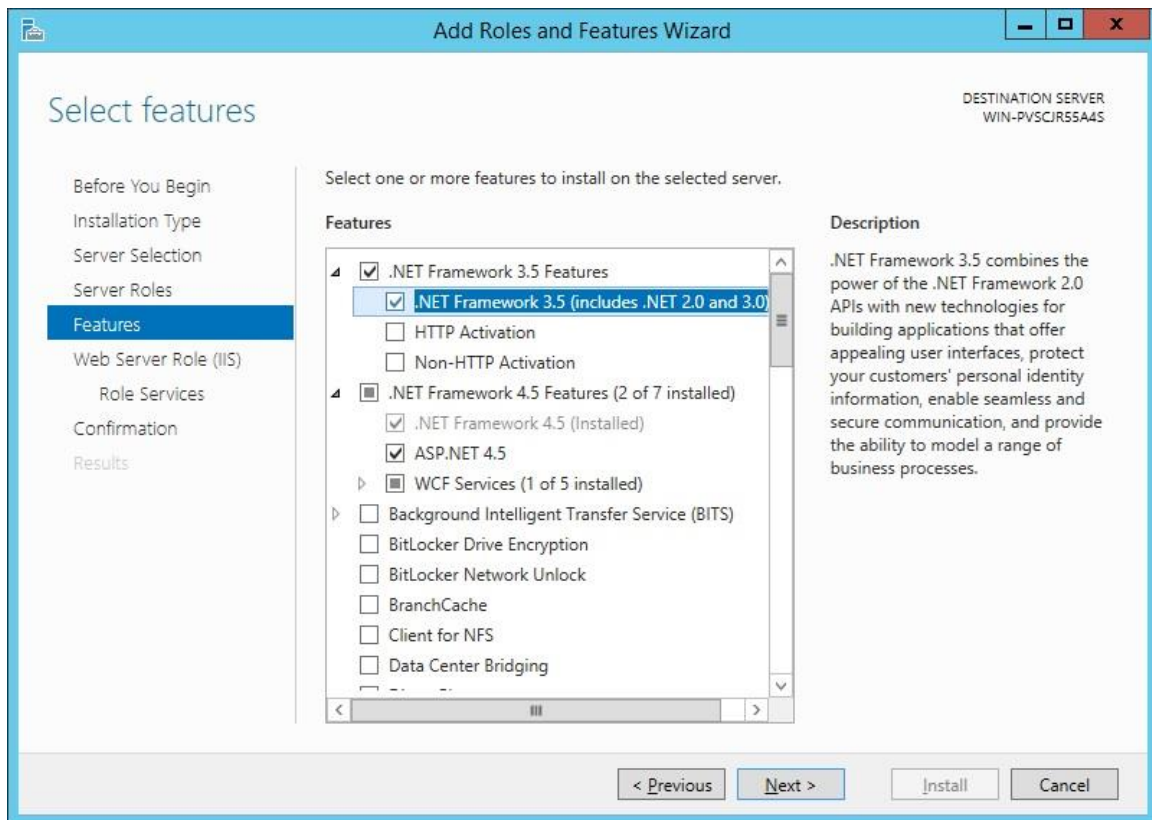 Add Roles and Features Wizard
Select features
DESTINATION SERVER
WIN-PVSCJR55A4S
Before You Begin
Installation Type
Server Selection
Server Roles
Features
Web Server Role (IIS)
Role Services
Confirmation
Results
Select one or more features to install on the selected server.
Features
.NET Framework 3.5 Features
.NET Framework 3.5 (includes .NET 2.0 and 3.0)
HTTP Activation
Non-HTTP Activation
.NET Framework 4.5 Features (2 of 7 installed)
.NET Framework 4.5 (Installed)
ASP.NET 4.5
WCF Services (1 of 5 installed)
Background Intelligent Transfer Service (BITS)
BitLocker Drive Encryption
BitLocker Network Unlock
BranchCache
Client for NFS
Data Center Bridging
Description
.NET Framework 3.5 combines the
power of the .NET Framework 2.0
APIs with new technologies for
building applications that offer
appealing user interfaces, protect
your customers' personal identity
information, enable seamless and
secure communication, and provide
the ability to model a range of
business processes.
< Previous
Next >
Install
Cancel